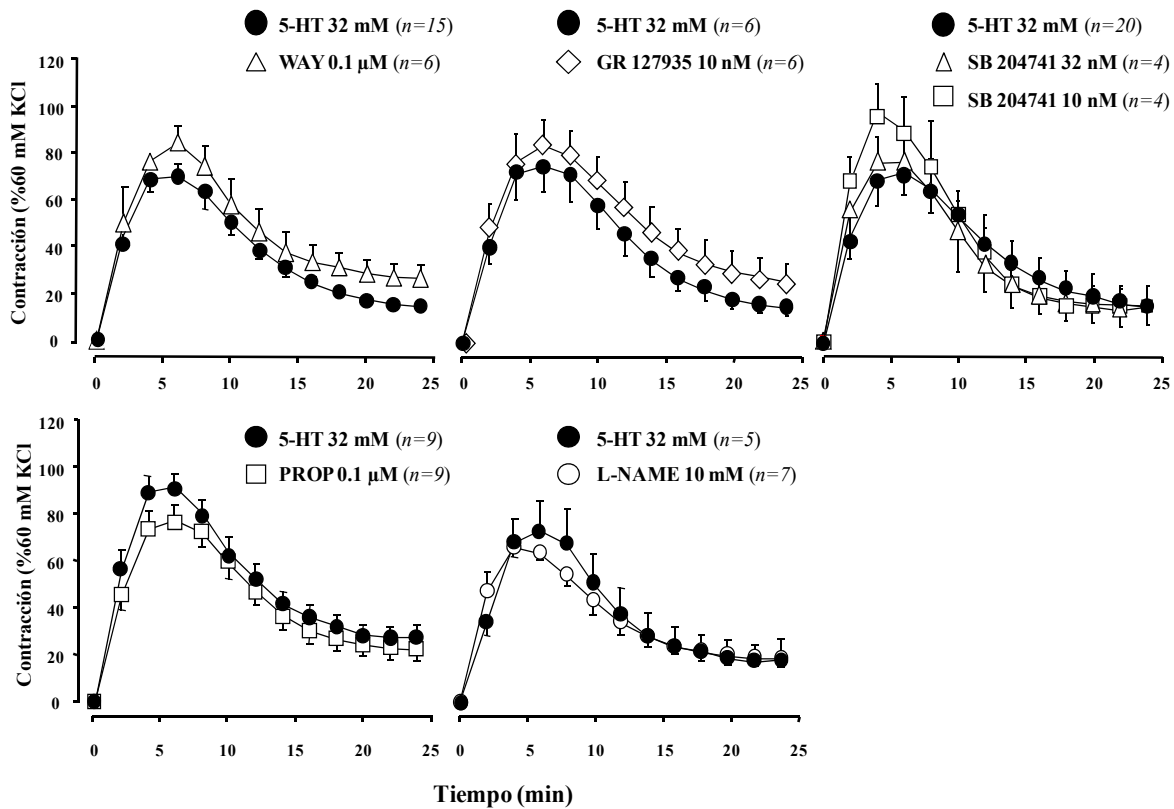 5-HT 32 mM (n=15)
WAY 0.1 µM (n=6)
5-HT 32 mM (n=6)
GR 127935 10 nM (n=6)
5-HT 32 mM (n=20)
SB 204741 32 nM (n=4)
SB 204741 10 nM (n=4)
Contracción (%60 mM KCl)
120
100
80
60
40
20
0
0 5 10 15 20 25
0 5 10 15 20 25
0 5 10 15 20 25
5-HT 32 mM (n=9)
PROP 0.1 µM (n=9)
5-HT 32 mM (n=5)
L-NAME 10 mM (n=7)
Contracción (%60 mM KCl)
120
100
80
60
40
20
0
0 5 10 15 20 25
0 5 10 15 20 25
Tiempo (min)